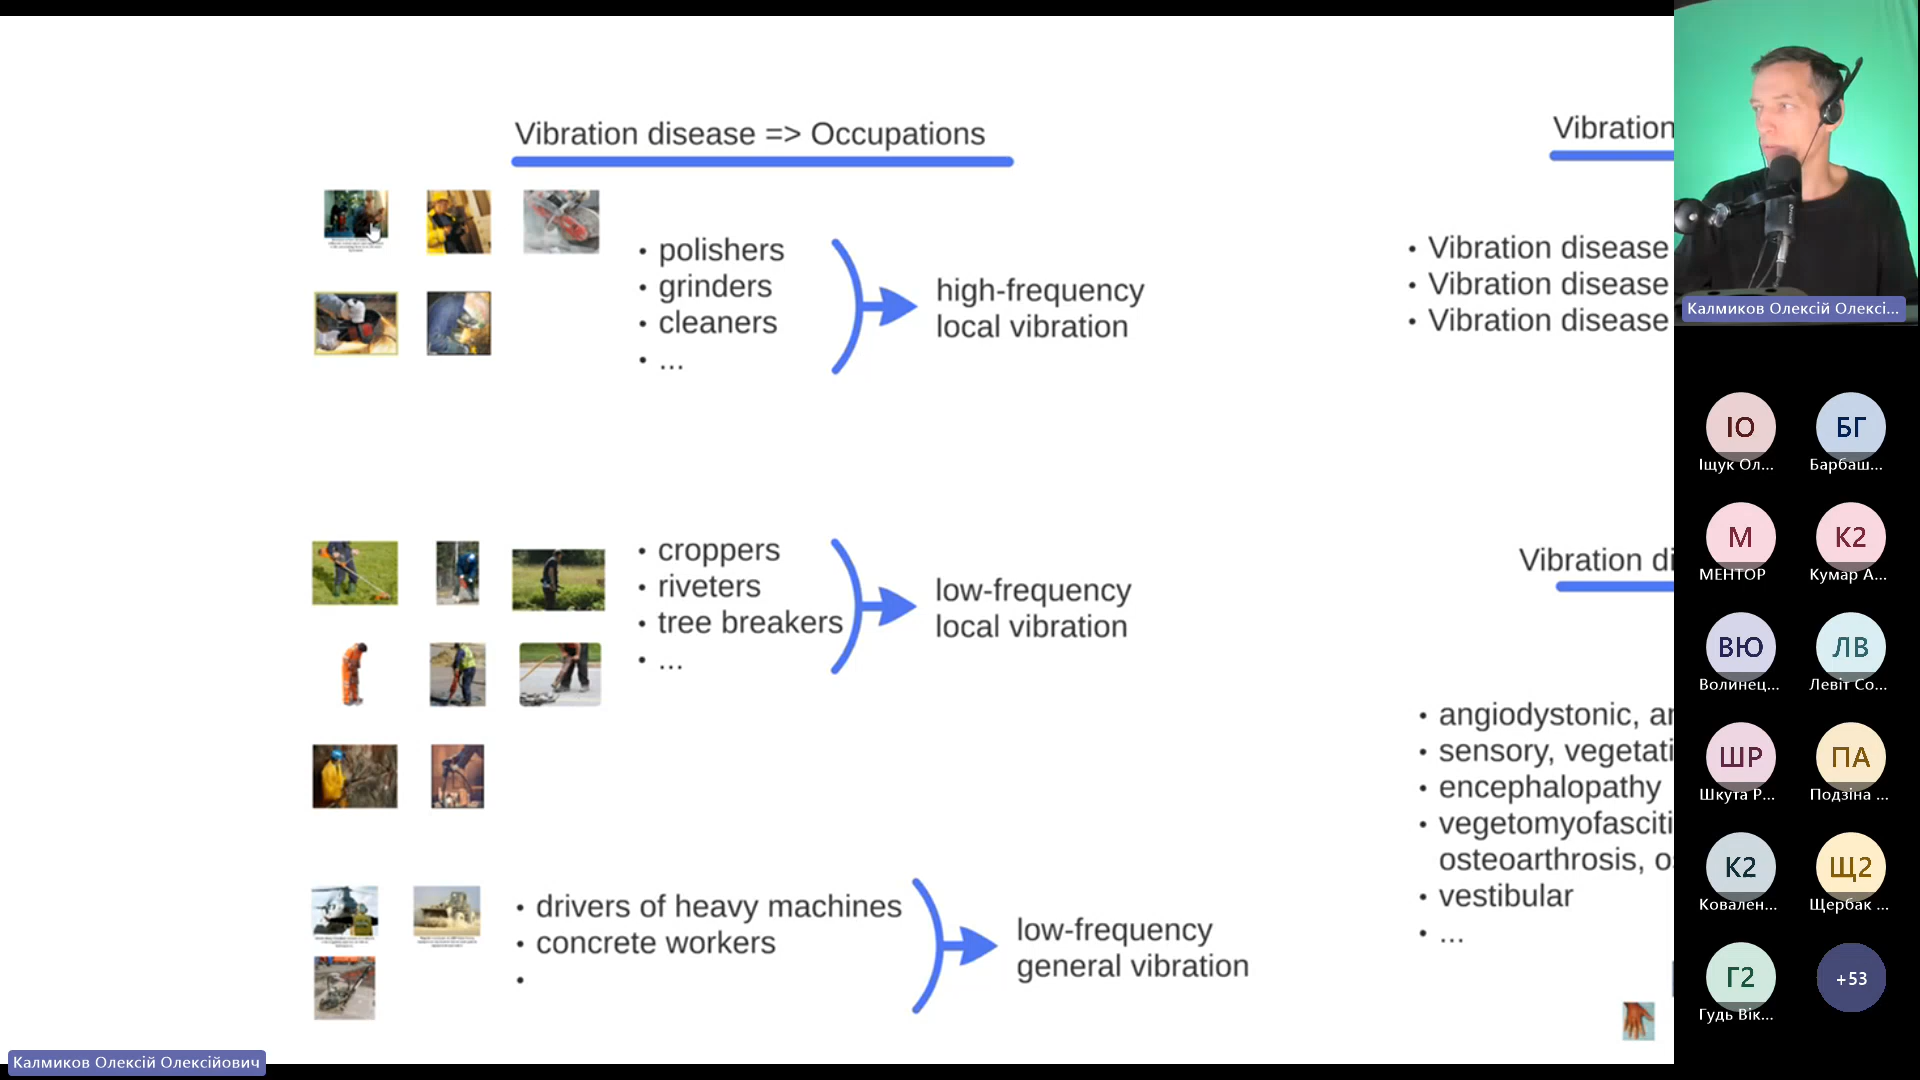 Vibration disease => Occupations
• polishers
• grinders
• cleaners
• ...
high-frequency
local vibration
• croppers
• riveters
• tree breakers
• ...
low-frequency
local vibration
• drivers of heavy machines
• concrete workers
•
low-frequency
general vibration
Vibration
• Vibration disease
• Vibration disease
• Vibration disease
Vibration di
• angiodystonic, an
• sensory, vegetati
• encephalopathy
• vegetomyofasciti
osteoarthrosis, o
• vestibular
• ...
Калмиков Олексій Олексі...
ІО
Іщук Ол...
БГ
Барбаш...
М
МЕНТОР
К2
Кумар А...
ВЮ
Волинец...
ЛВ
Левіт Со...
ШР
Шкута Р...
ПА
Подзіна ...
К2
Ковален...
Щ2
Щербак ...
Г2
Гудь Вік...
+53
Калмиков Олексій Олексійович